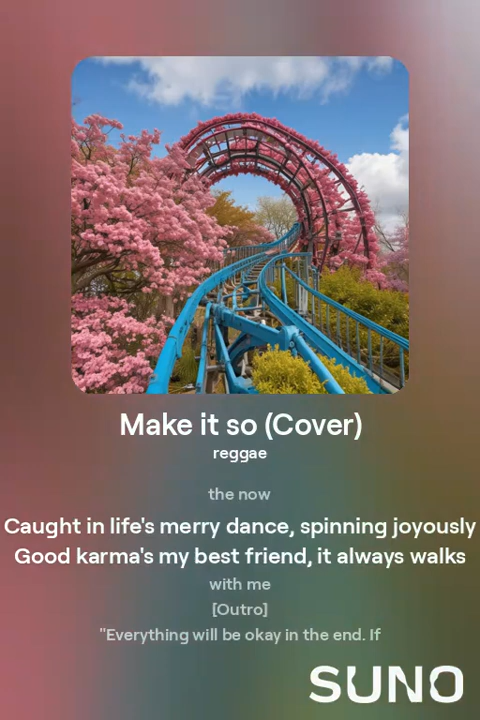 Make it so (Cover)
reggae
the now
Caught in life's merry dance, spinning joyously
Good karma's my best friend, it always walks
with me
[Outro]
"Everything will be okay in the end. If
SUNO